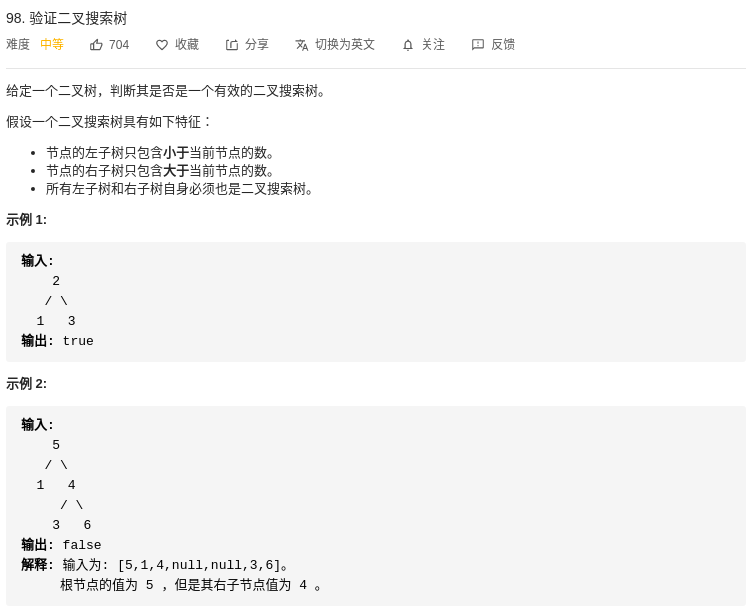 98. 验证二叉搜索树
难度 中等 704 收藏 分享 切换为英文 关注 反馈
给定一个二叉树，判断其是否是一个有效的二叉搜索树。
假设一个二叉搜索树具有如下特征：
• 节点的左子树只包含小于当前节点的数。
• 节点的右子树只包含大于当前节点的数。
• 所有左子树和右子树自身必须也是二叉搜索树。
示例 1:
输入:
    2
   / \
  1   3
输出: true
示例 2:
输入:
    5
   / \
  1   4
     / \
    3   6
输出: false
解释: 输入为: [5,1,4,null,null,3,6]。
     根节点的值为 5 ，但是其右子节点值为 4 。